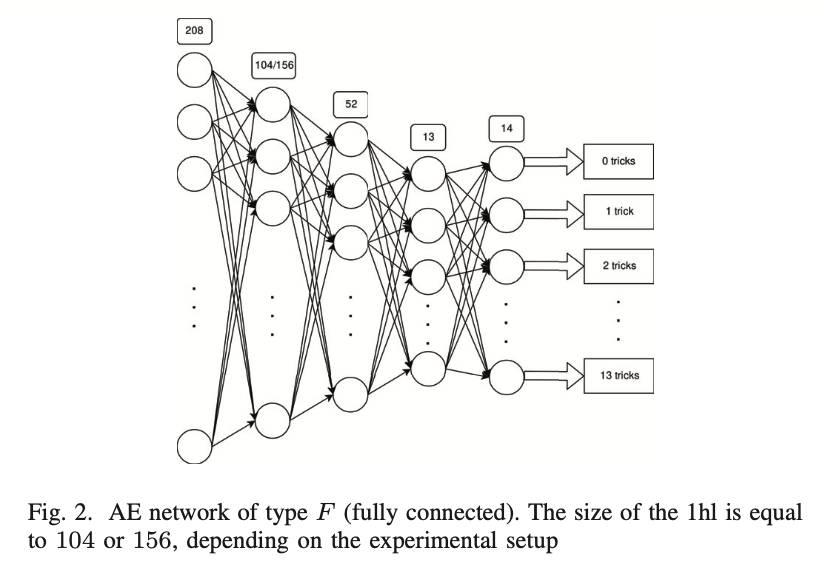 208
104/156
52
13
14
0 tricks
1 trick
2 tricks
13 tricks
Fig. 2. AE network of type F (fully connected). The size of the 1hl is equal
to 104 or 156, depending on the experimental setup